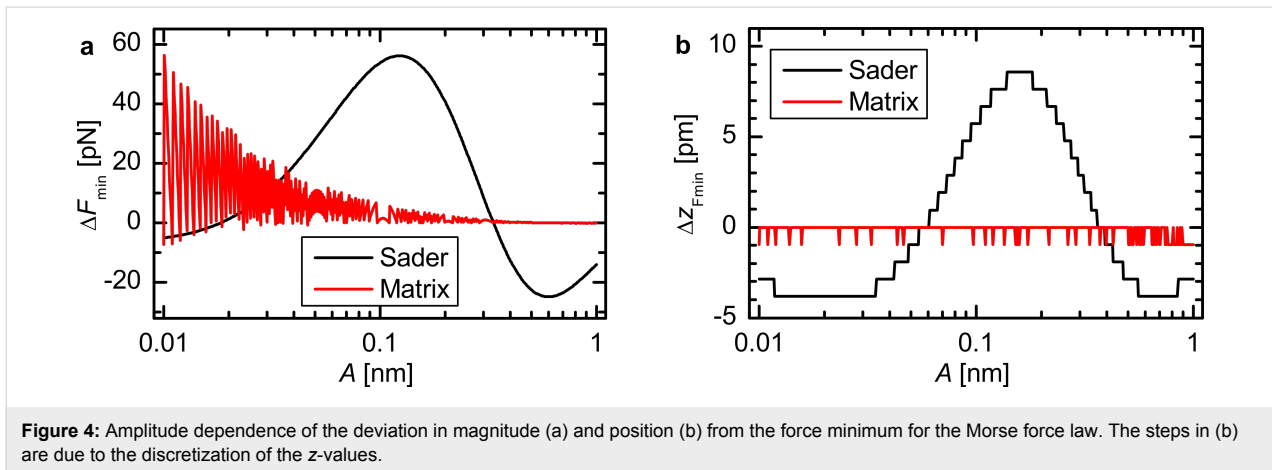 a
60
40
20
0
-20
ΔF_min [pN]
Sader
Matrix
0.01
0.1
1
A [nm]
b
10
5
0
-5
Δz_Fmin [pm]
Sader
Matrix
0.01
0.1
1
A [nm]
Figure 4: Amplitude dependence of the deviation in magnitude (a) and position (b) from the force minimum for the Morse force law. The steps in (b)
are due to the discretization of the z-values.